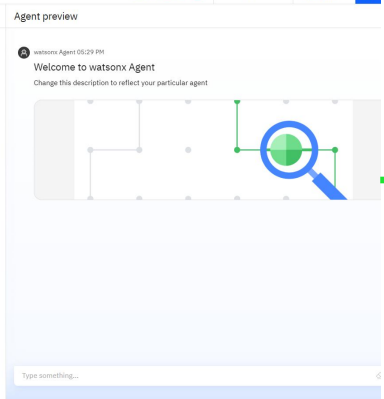 Agent preview
watsonx Agent 05:29 PM
Welcome to watsonx Agent
Change this description to reflect your particular agent
Type something...